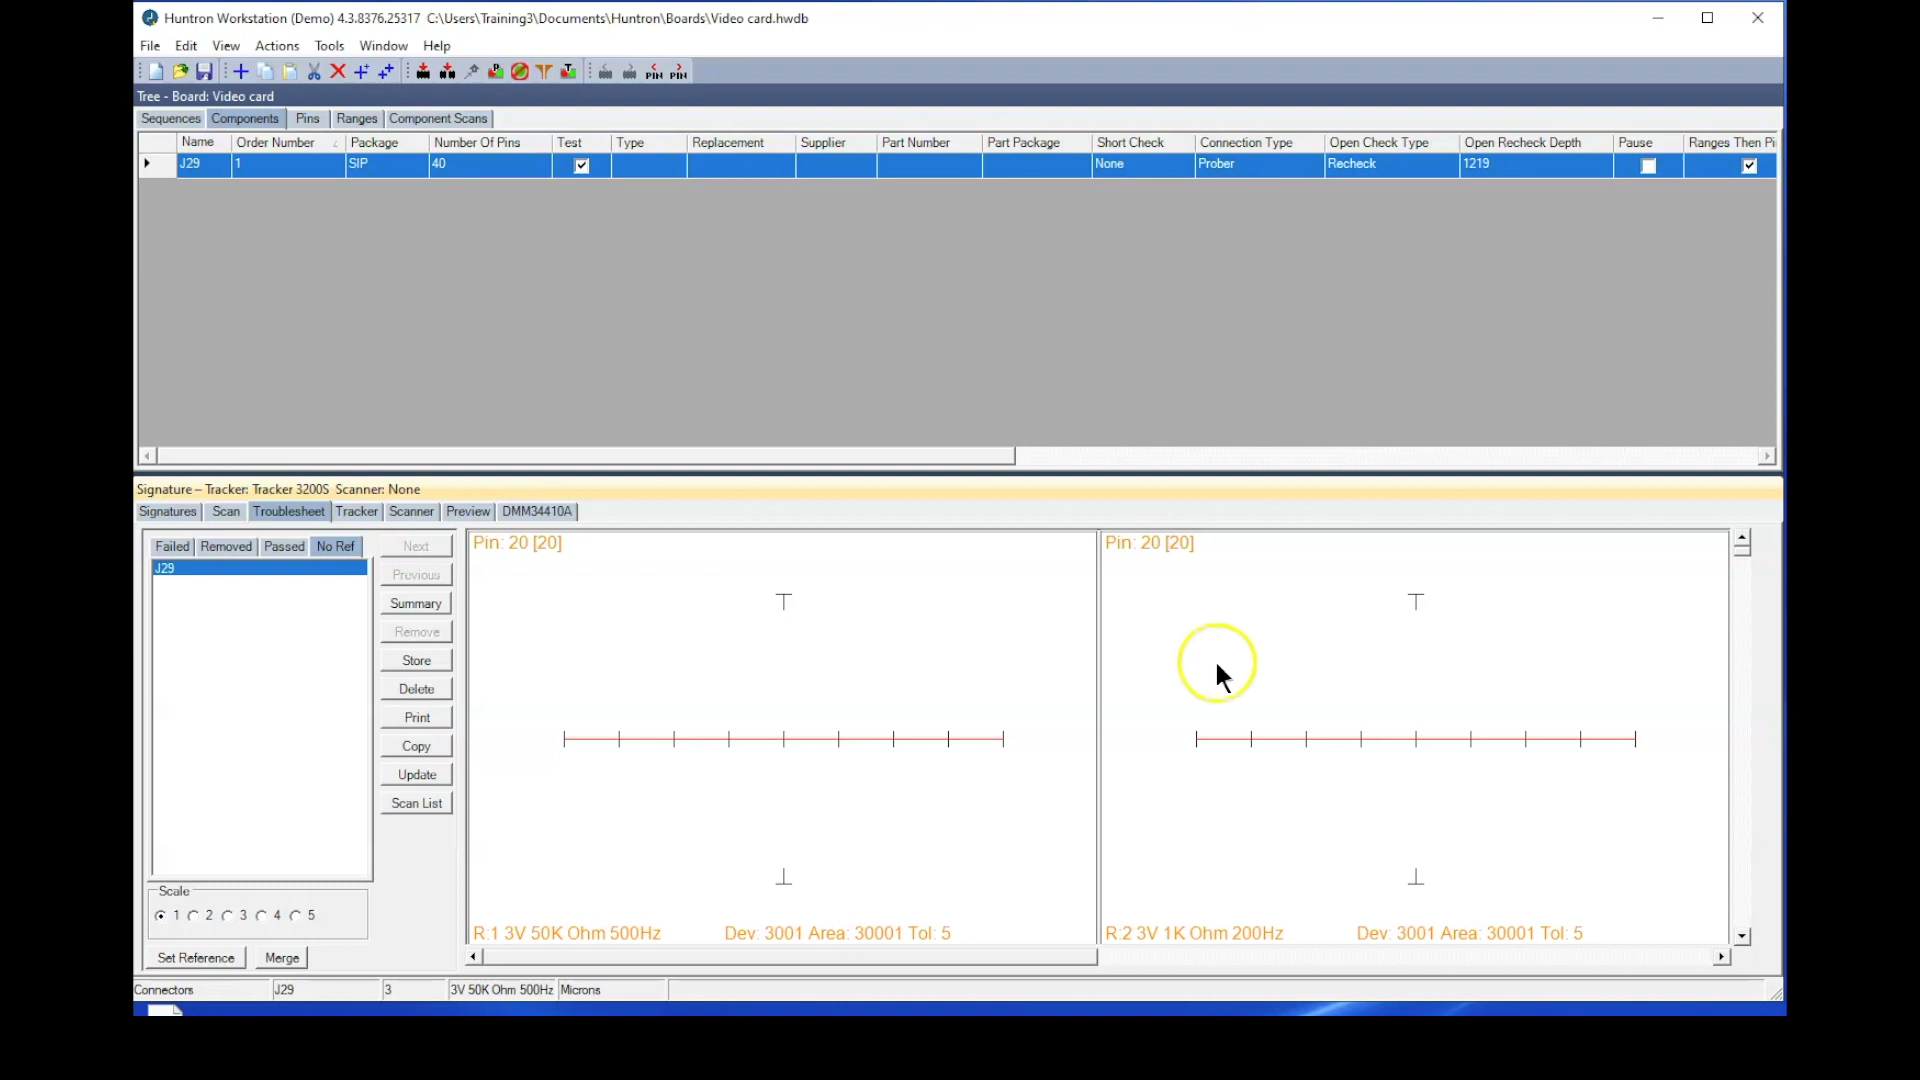 Huntron Workstation (Demo) 4.3.8376.25317 C:\Users\Training3\Documents\Huntron\Boards\Video card.hwdb
File Edit View Actions Tools Window Help
PIN PIN
Tree - Board: Video card
Sequences Components Pins Ranges Component Scans
Name Order Number Package Number Of Pins Test Type Replacement Supplier Part Number Part Package Short Check Connection Type Open Check Type Open Recheck Depth Pause Ranges Then Pi
J29 1 SIP 40 None Prober Recheck 1219
Signature – Tracker: Tracker 3200S Scanner: None
Signatures Scan Troublesheet Tracker Scanner Preview DMM34410A
Failed Removed Passed No Ref
J29
Next
Previous
Summary
Remove
Store
Delete
Print
Copy
Update
Scan List
Pin: 20 [20]
R:1 3V 50K Ohm 500Hz Dev: 3001 Area: 30001 Tol: 5
Pin: 20 [20]
R:2 3V 1K Ohm 200Hz Dev: 3001 Area: 30001 Tol: 5
Scale
1 2 3 4 5
Set Reference Merge
Connectors J29 3 3V 50K Ohm 500Hz Microns